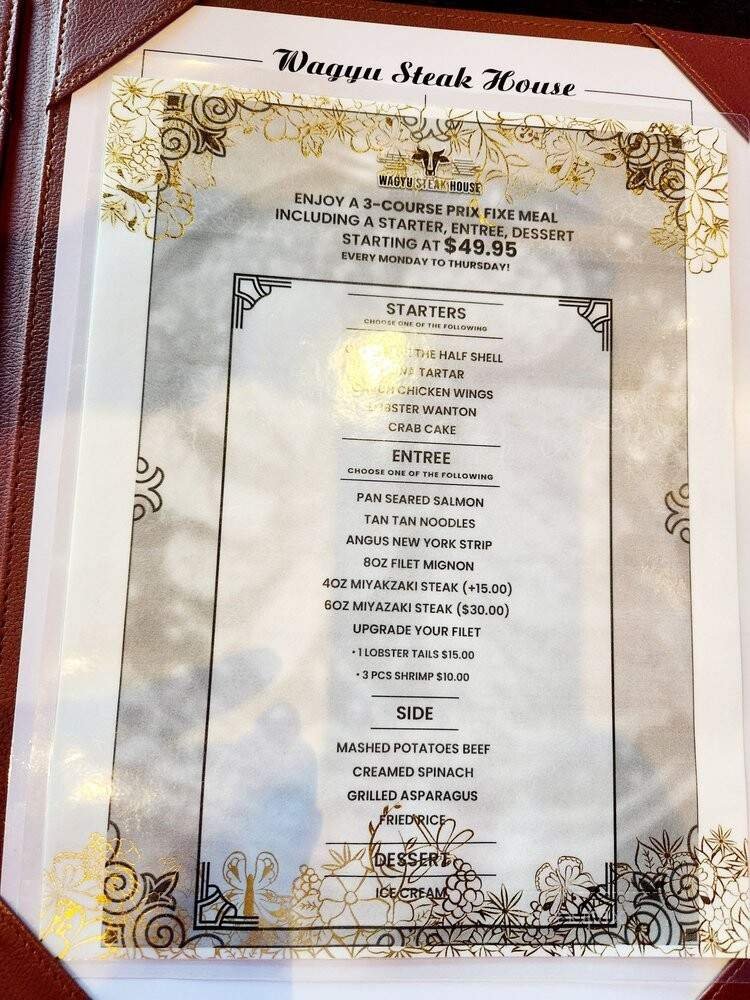 Wagyu Steak House
WAGYU STEAK HOUSE
ENJOY A 3-COURSE PRIX FIXE MEAL
INCLUDING A STARTER, ENTREE, DESSERT
STARTING AT $49.95
EVERY MONDAY TO THURSDAY!
STARTERS
CHOOSE ONE OF THE FOLLOWING
THE HALF SHELL
TARTAR
CHICKEN WINGS
LOBSTER WANTON
CRAB CAKE
ENTREE
CHOOSE ONE OF THE FOLLOWING
PAN SEARED SALMON
TAN TAN NOODLES
ANGUS NEW YORK STRIP
8OZ FILET MIGNON
4OZ MIYAKZAKI STEAK (+15.00)
6OZ MIYAZAKI STEAK ($30.00)
UPGRADE YOUR FILET
• 1 LOBSTER TAILS $15.00
• 3 PCS SHRIMP $10.00
SIDE
MASHED POTATOES BEEF
CREAMED SPINACH
GRILLED ASPARAGUS
FRIED RICE
DESSERT
ICE CREAM